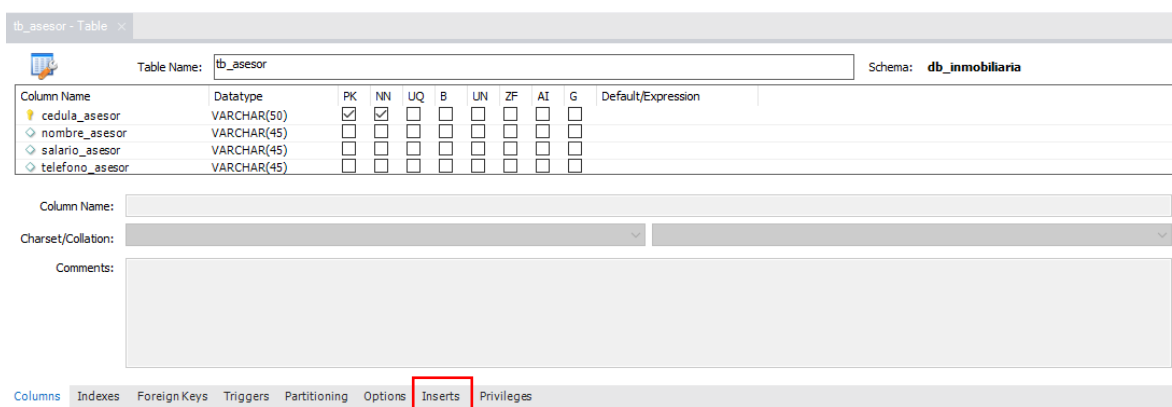 tb_asesor - Table ×
Table Name: tb_asesor Schema: db_inmobiliaria
Column Name Datatype PK NN UQ B UN ZF AI G Default/Expression
cedula_asesor VARCHAR(50)
nombre_asesor VARCHAR(45)
salario_asesor VARCHAR(45)
telefono_asesor VARCHAR(45)
Column Name:
Charset/Collation:
Comments:
Columns Indexes Foreign Keys Triggers Partitioning Options Inserts Privileges